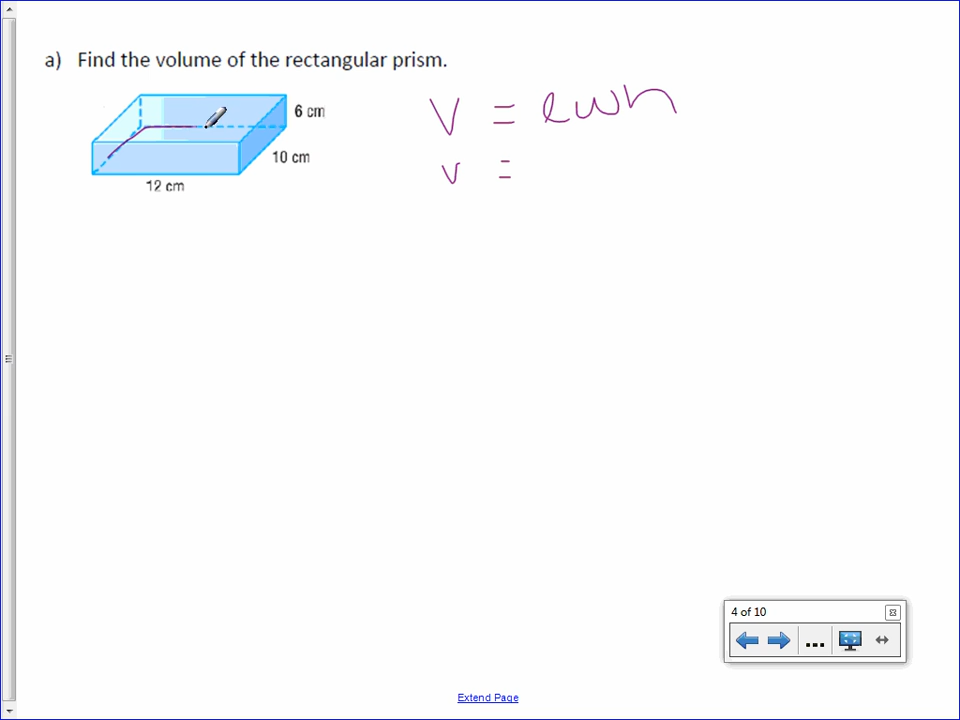 a) Find the volume of the rectangular prism.
6 cm
10 cm
12 cm
V = lwh
V =
4 of 10
...
Extend Page